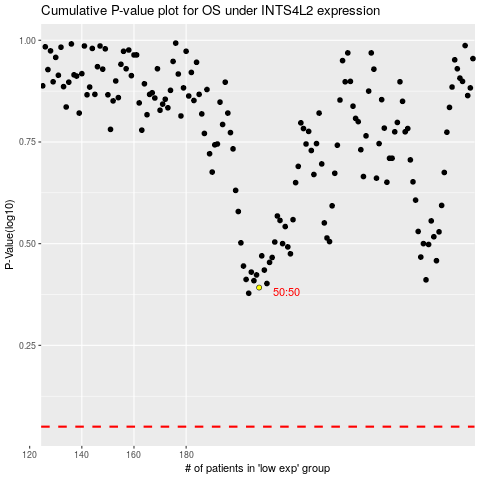 Cumulative P-value plot for OS under INTS4L2 expression
1.00
0.75
0.50
0.25
P-Value(log10)
50:50
120 140 160 180
# of patients in 'low exp' group